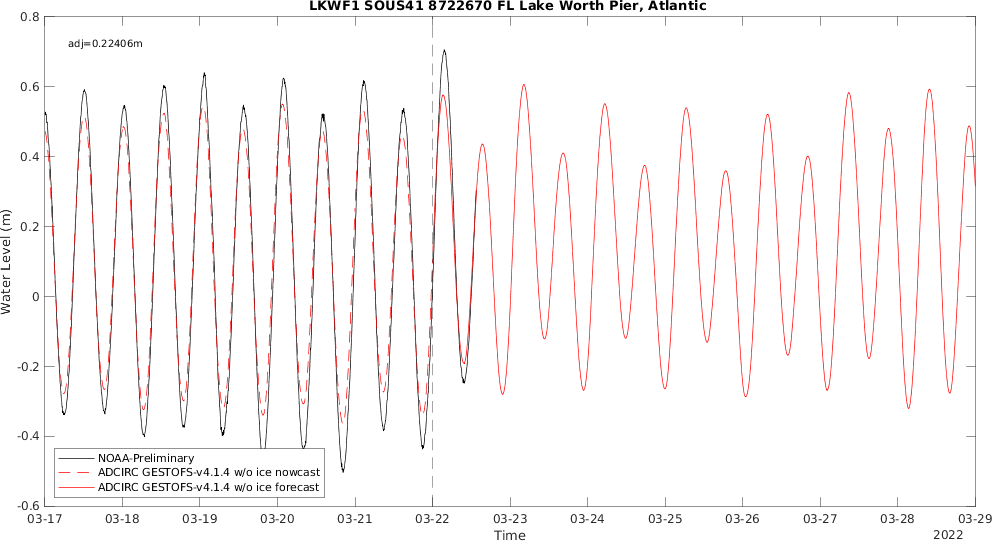 LKWF1 SOUS41 8722670 FL Lake Worth Pier, Atlantic
adj=0.22406m
0.8
0.6
0.4
0.2
0
-0.2
-0.4
-0.6
Water Level (m)
NOAA-Preliminary
ADCIRC GESTOFS-v4.1.4 w/o ice nowcast
ADCIRC GESTOFS-v4.1.4 w/o ice forecast
03-17 03-18 03-19 03-20 03-21 03-22 03-23 03-24 03-25 03-26 03-27 03-28 03-29
Time
2022